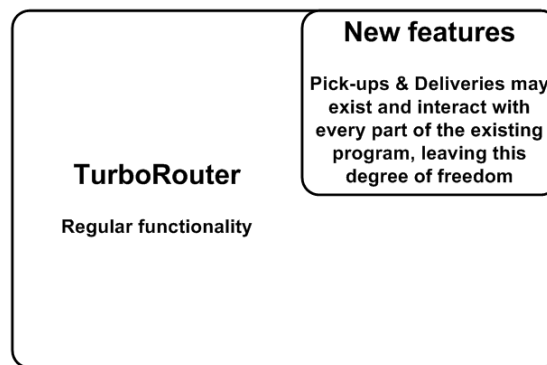 New features
Pick-ups & Deliveries may
exist and interact with
every part of the existing
program, leaving this
degree of freedom
TurboRouter
Regular functionality